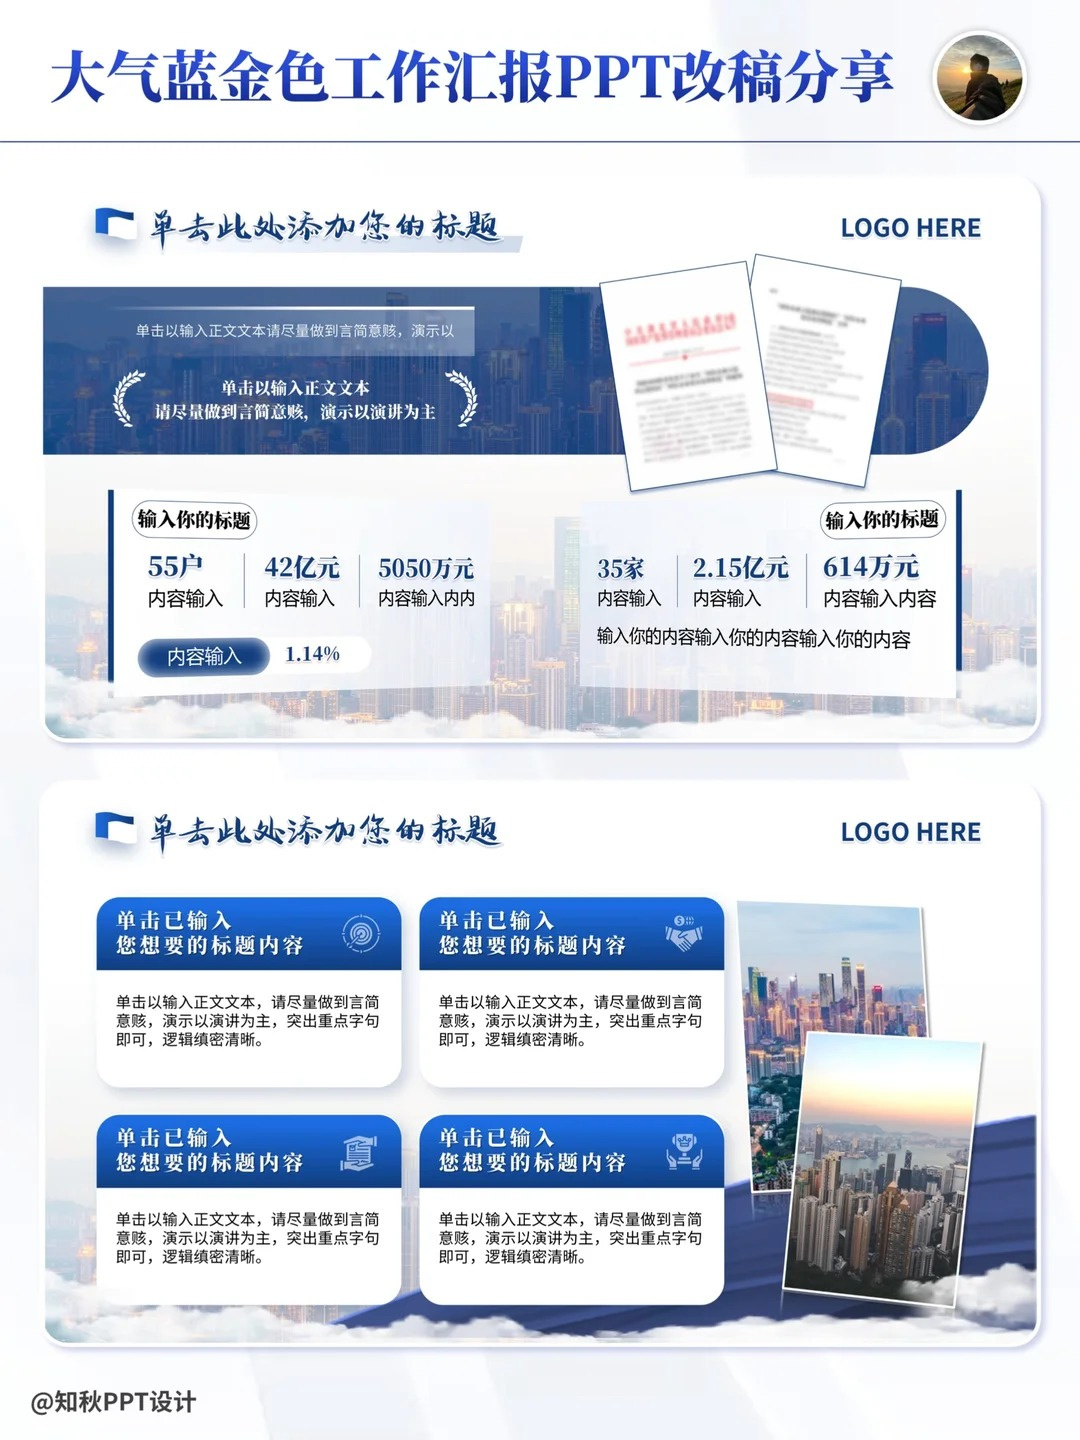 大气蓝金色工作汇报PPT改稿分享
单击此处添加您的标题
LOGO HERE
单击以输入正文文本请尽量做到言简意赅，演示以
单击以输入正文文本
请尽量做到言简意赅，演示以演讲为主
输入你的标题
55户
42亿元
5050万元
内容输入
内容输入
内容输入内内
内容输入
1.14%
输入你的标题
35家
2.15亿元
614万元
内容输入
内容输入
内容输入内容
输入你的内容输入你的内容输入你的内容
单击此处添加您的标题
LOGO HERE
单击已输入
您想要的标题内容
单击以输入正文文本，请尽量做到言简
意赅，演示以演讲为主，突出重点字句
即可，逻辑缜密清晰。
单击已输入
您想要的标题内容
单击以输入正文文本，请尽量做到言简
意赅，演示以演讲为主，突出重点字句
即可，逻辑缜密清晰。
单击已输入
您想要的标题内容
单击以输入正文文本，请尽量做到言简
意赅，演示以演讲为主，突出重点字句
即可，逻辑缜密清晰。
单击已输入
您想要的标题内容
单击以输入正文文本，请尽量做到言简
意赅，演示以演讲为主，突出重点字句
即可，逻辑缜密清晰。
@知秋PPT设计